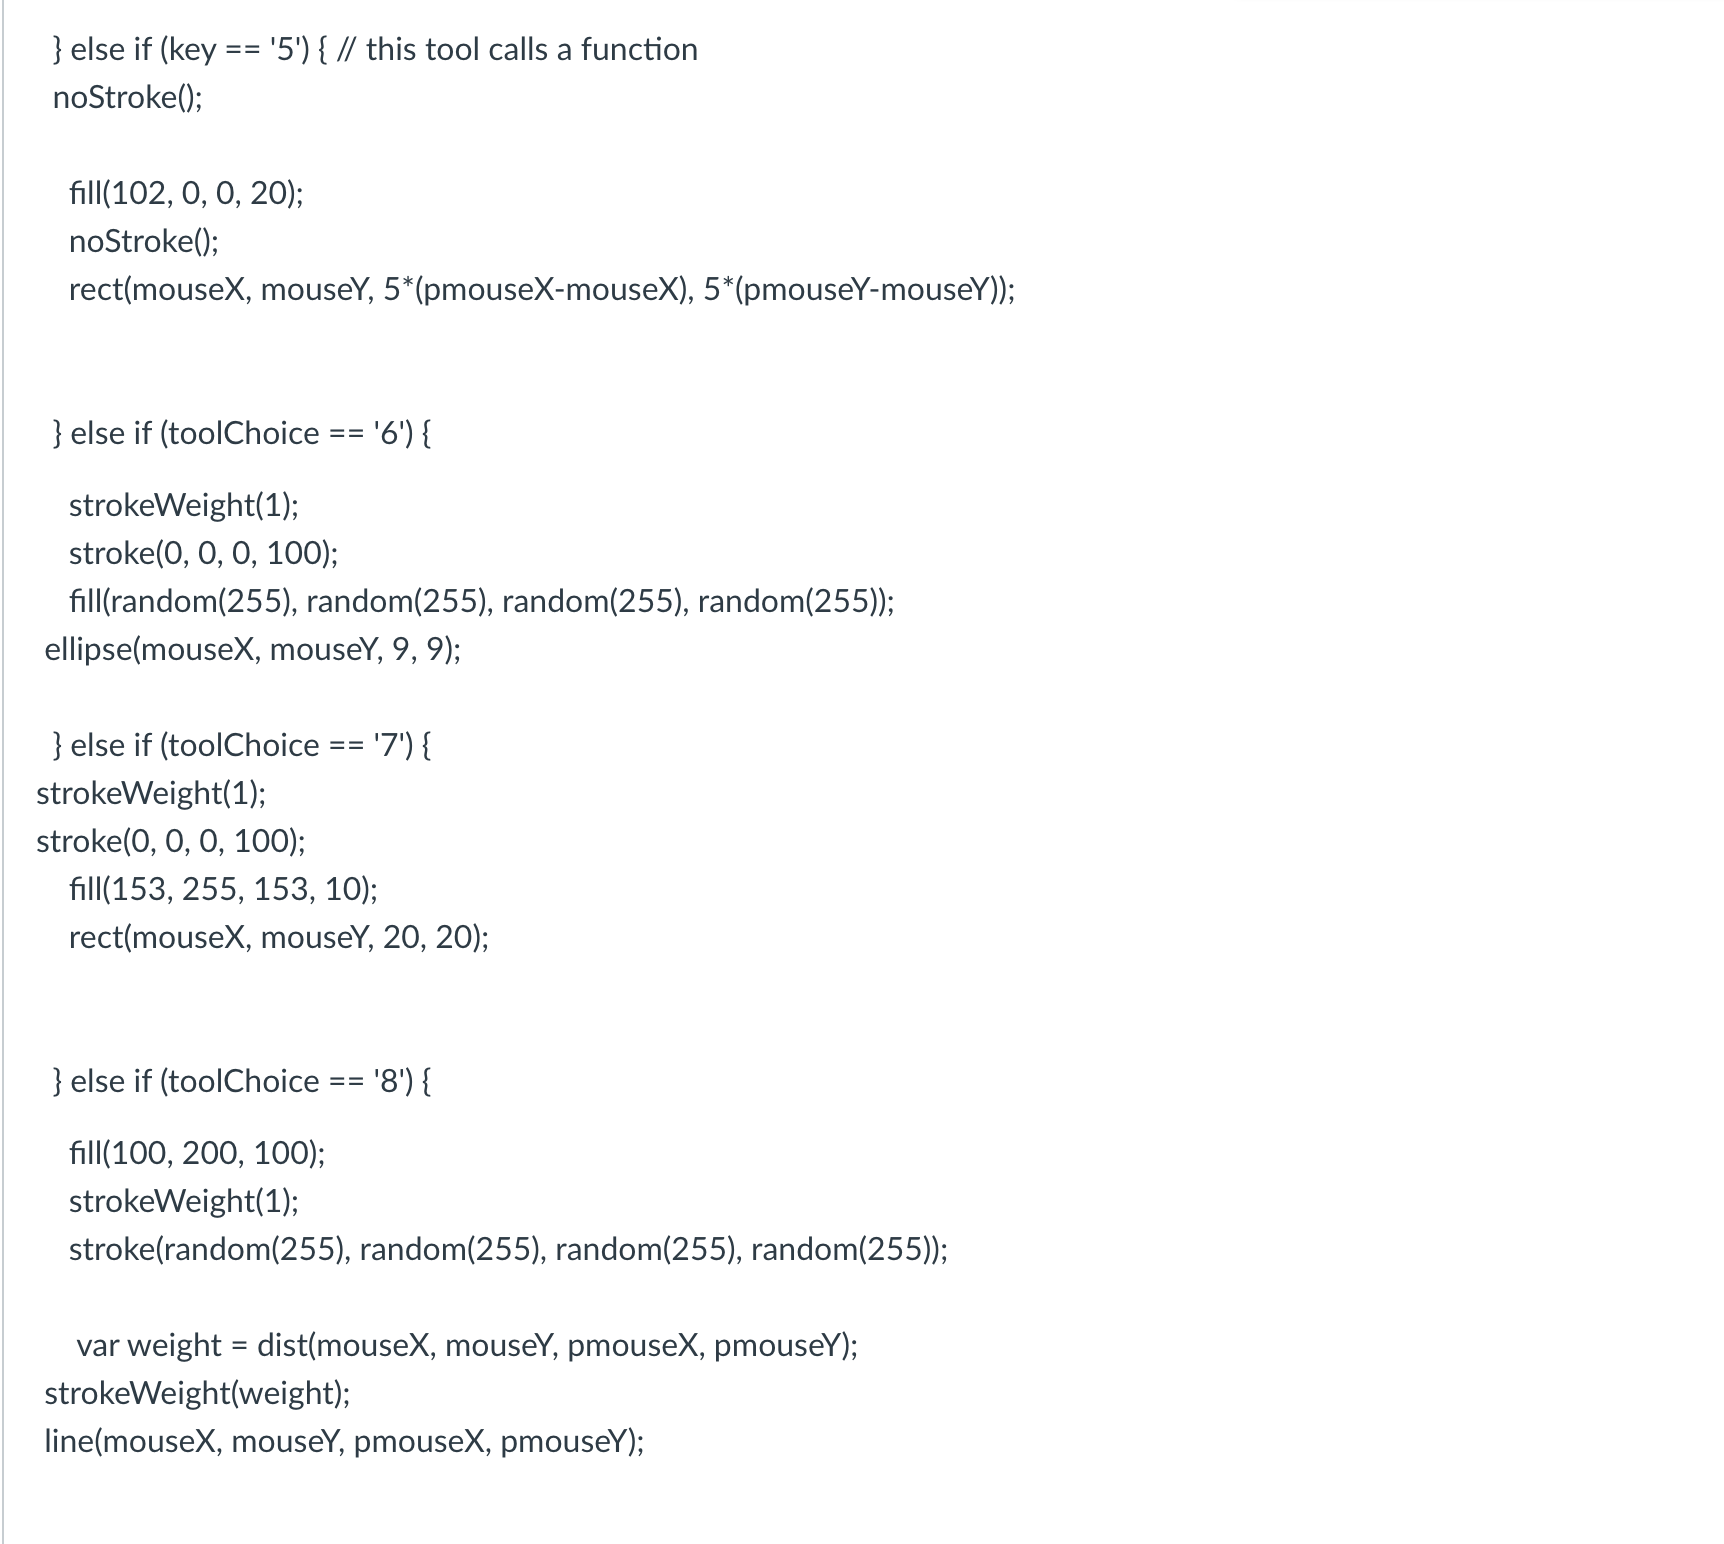 } else if (key == '5') { // this tool calls a function
noStroke();
fill(102, 0, 0, 20);
noStroke();
rect(mouseX, mouseY, 5*(pmouseX-mouseX), 5*(pmouseY-mouseY));
} else if (toolChoice == '6') {
strokeWeight(1);
stroke(0, 0, 0, 100);
fill(random(255), random(255), random(255), random(255));
ellipse(mouseX, mouseY, 9, 9);
} else if (toolChoice == '7') {
strokeWeight(1);
stroke(0, 0, 0, 100);
fill(153, 255, 153, 10);
rect(mouseX, mouseY, 20, 20);
} else if (toolChoice == '8') {
fill(100, 200, 100);
strokeWeight(1);
stroke(random(255), random(255), random(255), random(255));
var weight = dist(mouseX, mouseY, pmouseX, pmouseY);
strokeWeight(weight);
line(mouseX, mouseY, pmouseX, pmouseY);